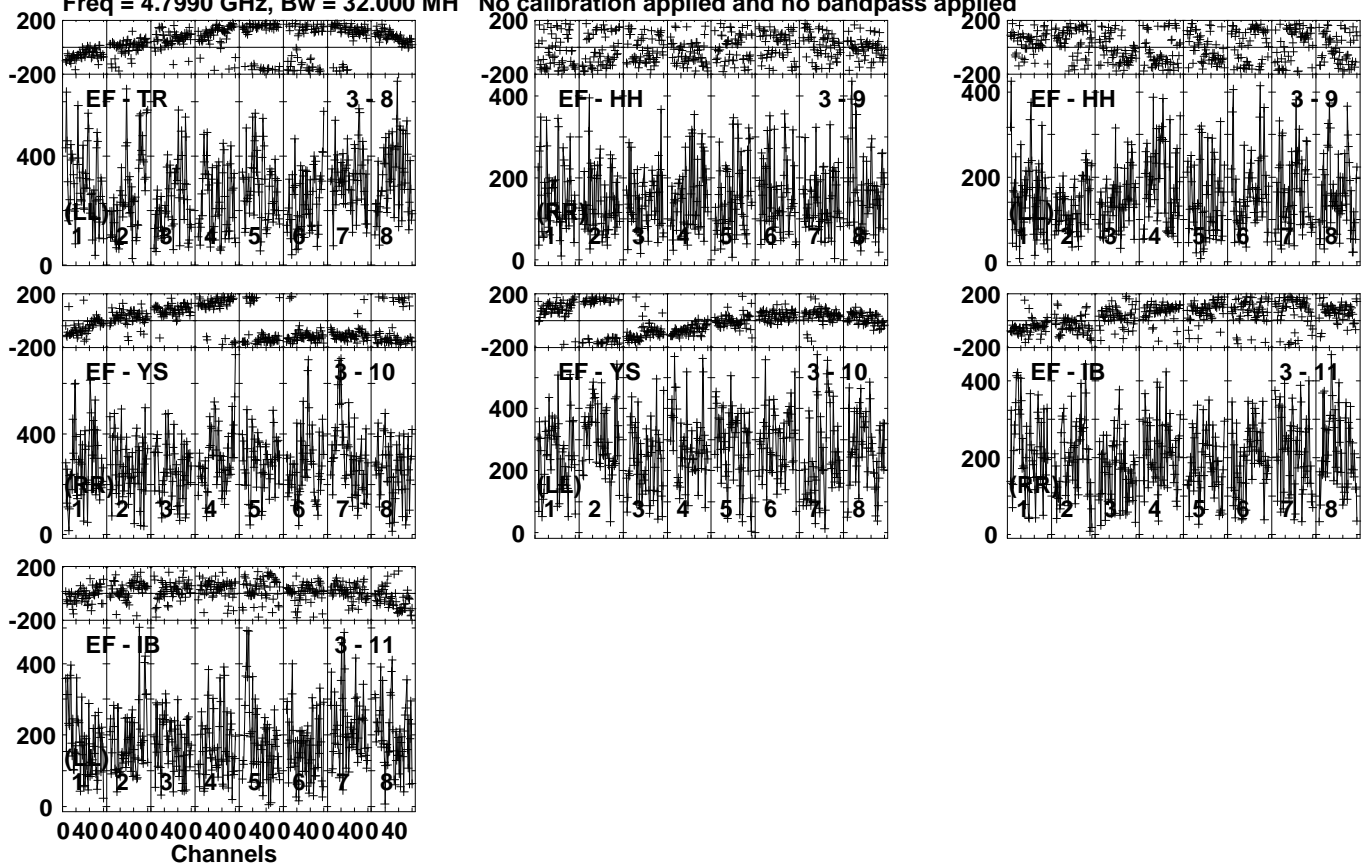 Freq = 4.7990 GHz, Bw = 32.000 MH No calibration applied and no bandpass applied
200
-200
EF - TR 3 - 8
400
(LL)
1 2 3 4 5 6 7 8
0
-200
EF - HH 3 - 9
400
200
(RR)
1 2 3 4 5 6 7 8
0
-200
EF - HH 3 - 9
400
200
(LL)
1 2 3 4 5 6 7 8
0
200
-200
EF - YS 3 - 10
400
(RR)
1 2 3 4 5 6 7 8
0
200
-200
EF - YS 3 - 10
400
200
(LL)
1 2 3 4 5 6 7 8
0
200
-200
EF - IB 3 - 11
400
200
(RR)
1 2 3 4 5 6 7 8
0
200
-200
EF - IB 3 - 11
400
200
(LL)
1 2 3 4 5 6 7 8
0
0 40 0 40 0 40 0 40 0 40 0 40 0 40 0 40
Channels